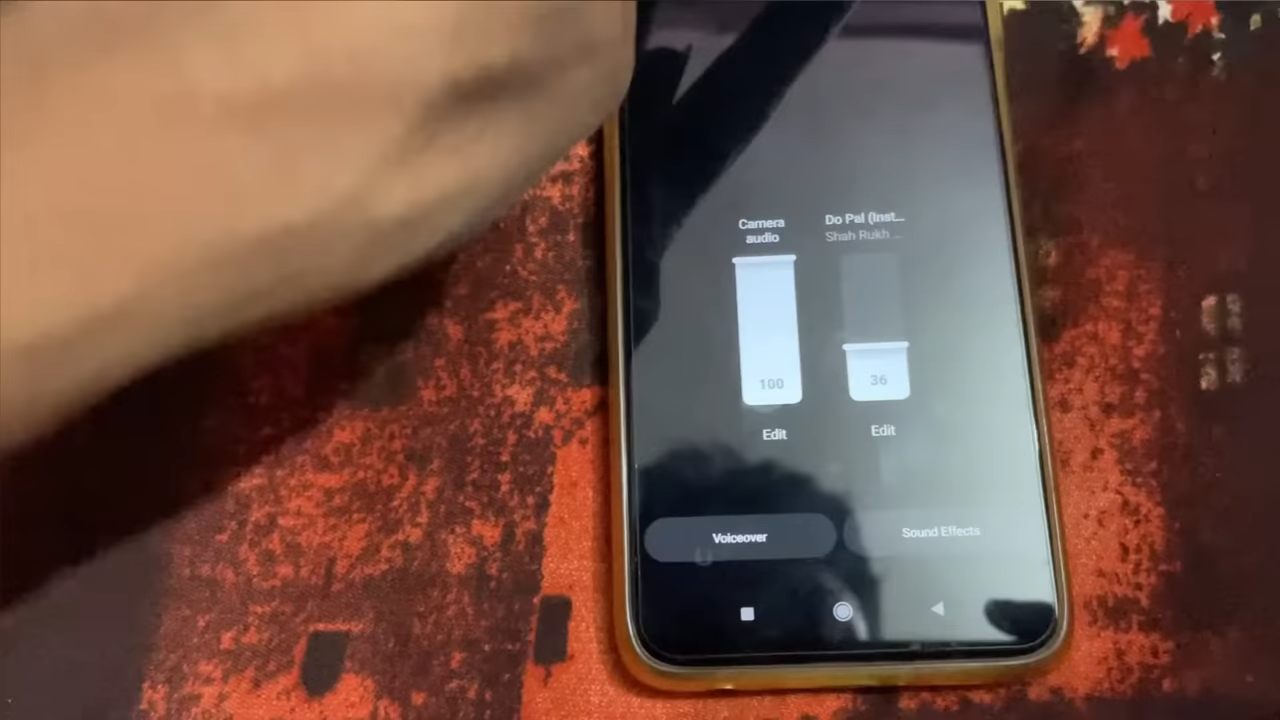 Camera
audio
Do Pal (Inst...
Shah Rukh ...
100
36
Edit
Edit
Voiceover
Sound Effects